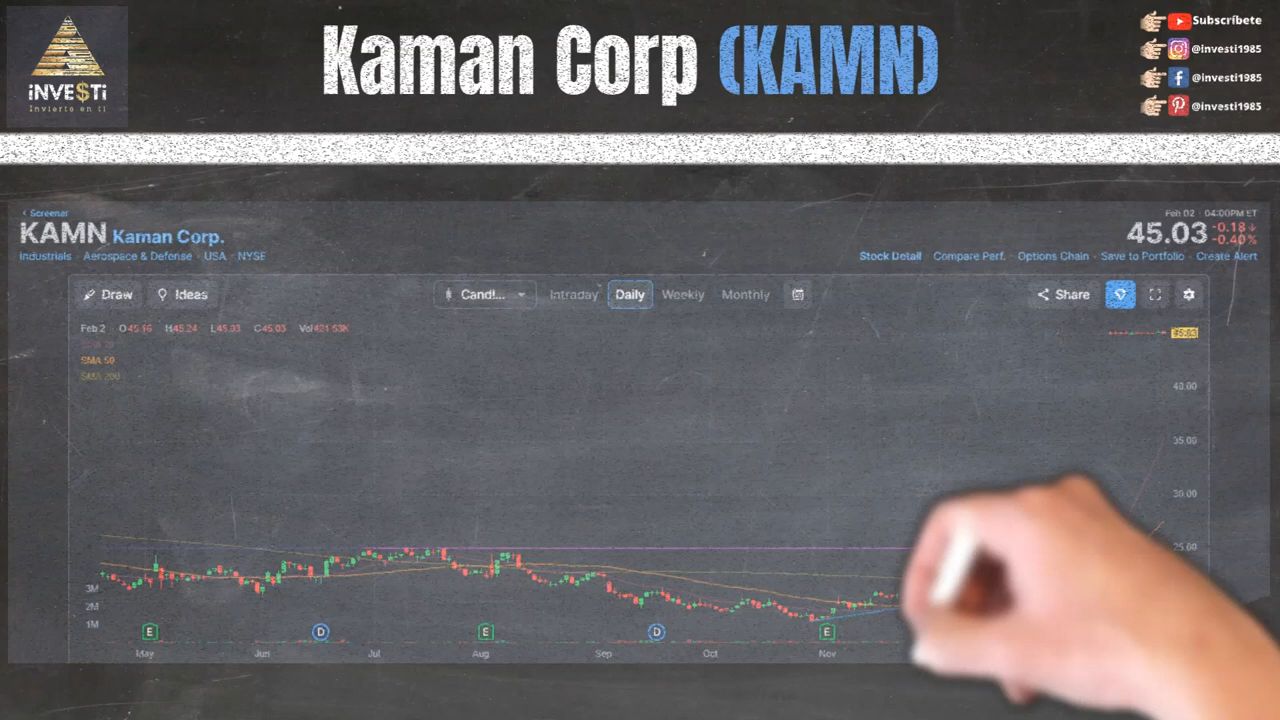 iNVE$Ti
Invierte en ti
Kaman Corp (KAMN)
Subscríbete
@investi1985
@investi1985
@investi1985
‹ Screener
KAMN Kaman Corp.
Industrials · Aerospace & Defense · USA · NYSE
Feb 02 · 04:00PM ET
45.03 -0.18↓
-0.40%
Stock Detail · Compare Perf. · Options Chain · Save to Portfolio · Create Alert
Draw Ideas Candl... Intraday Daily Weekly Monthly Share
Feb 2 O45.16 H45.24 L45.03 C45.03 Vol421.53K
SMA 50
SMA 200
45.03
40.00
35.00
30.00
25.00
3M
2M
1M
E D E D E
May Jun Jul Aug Sep Oct Nov